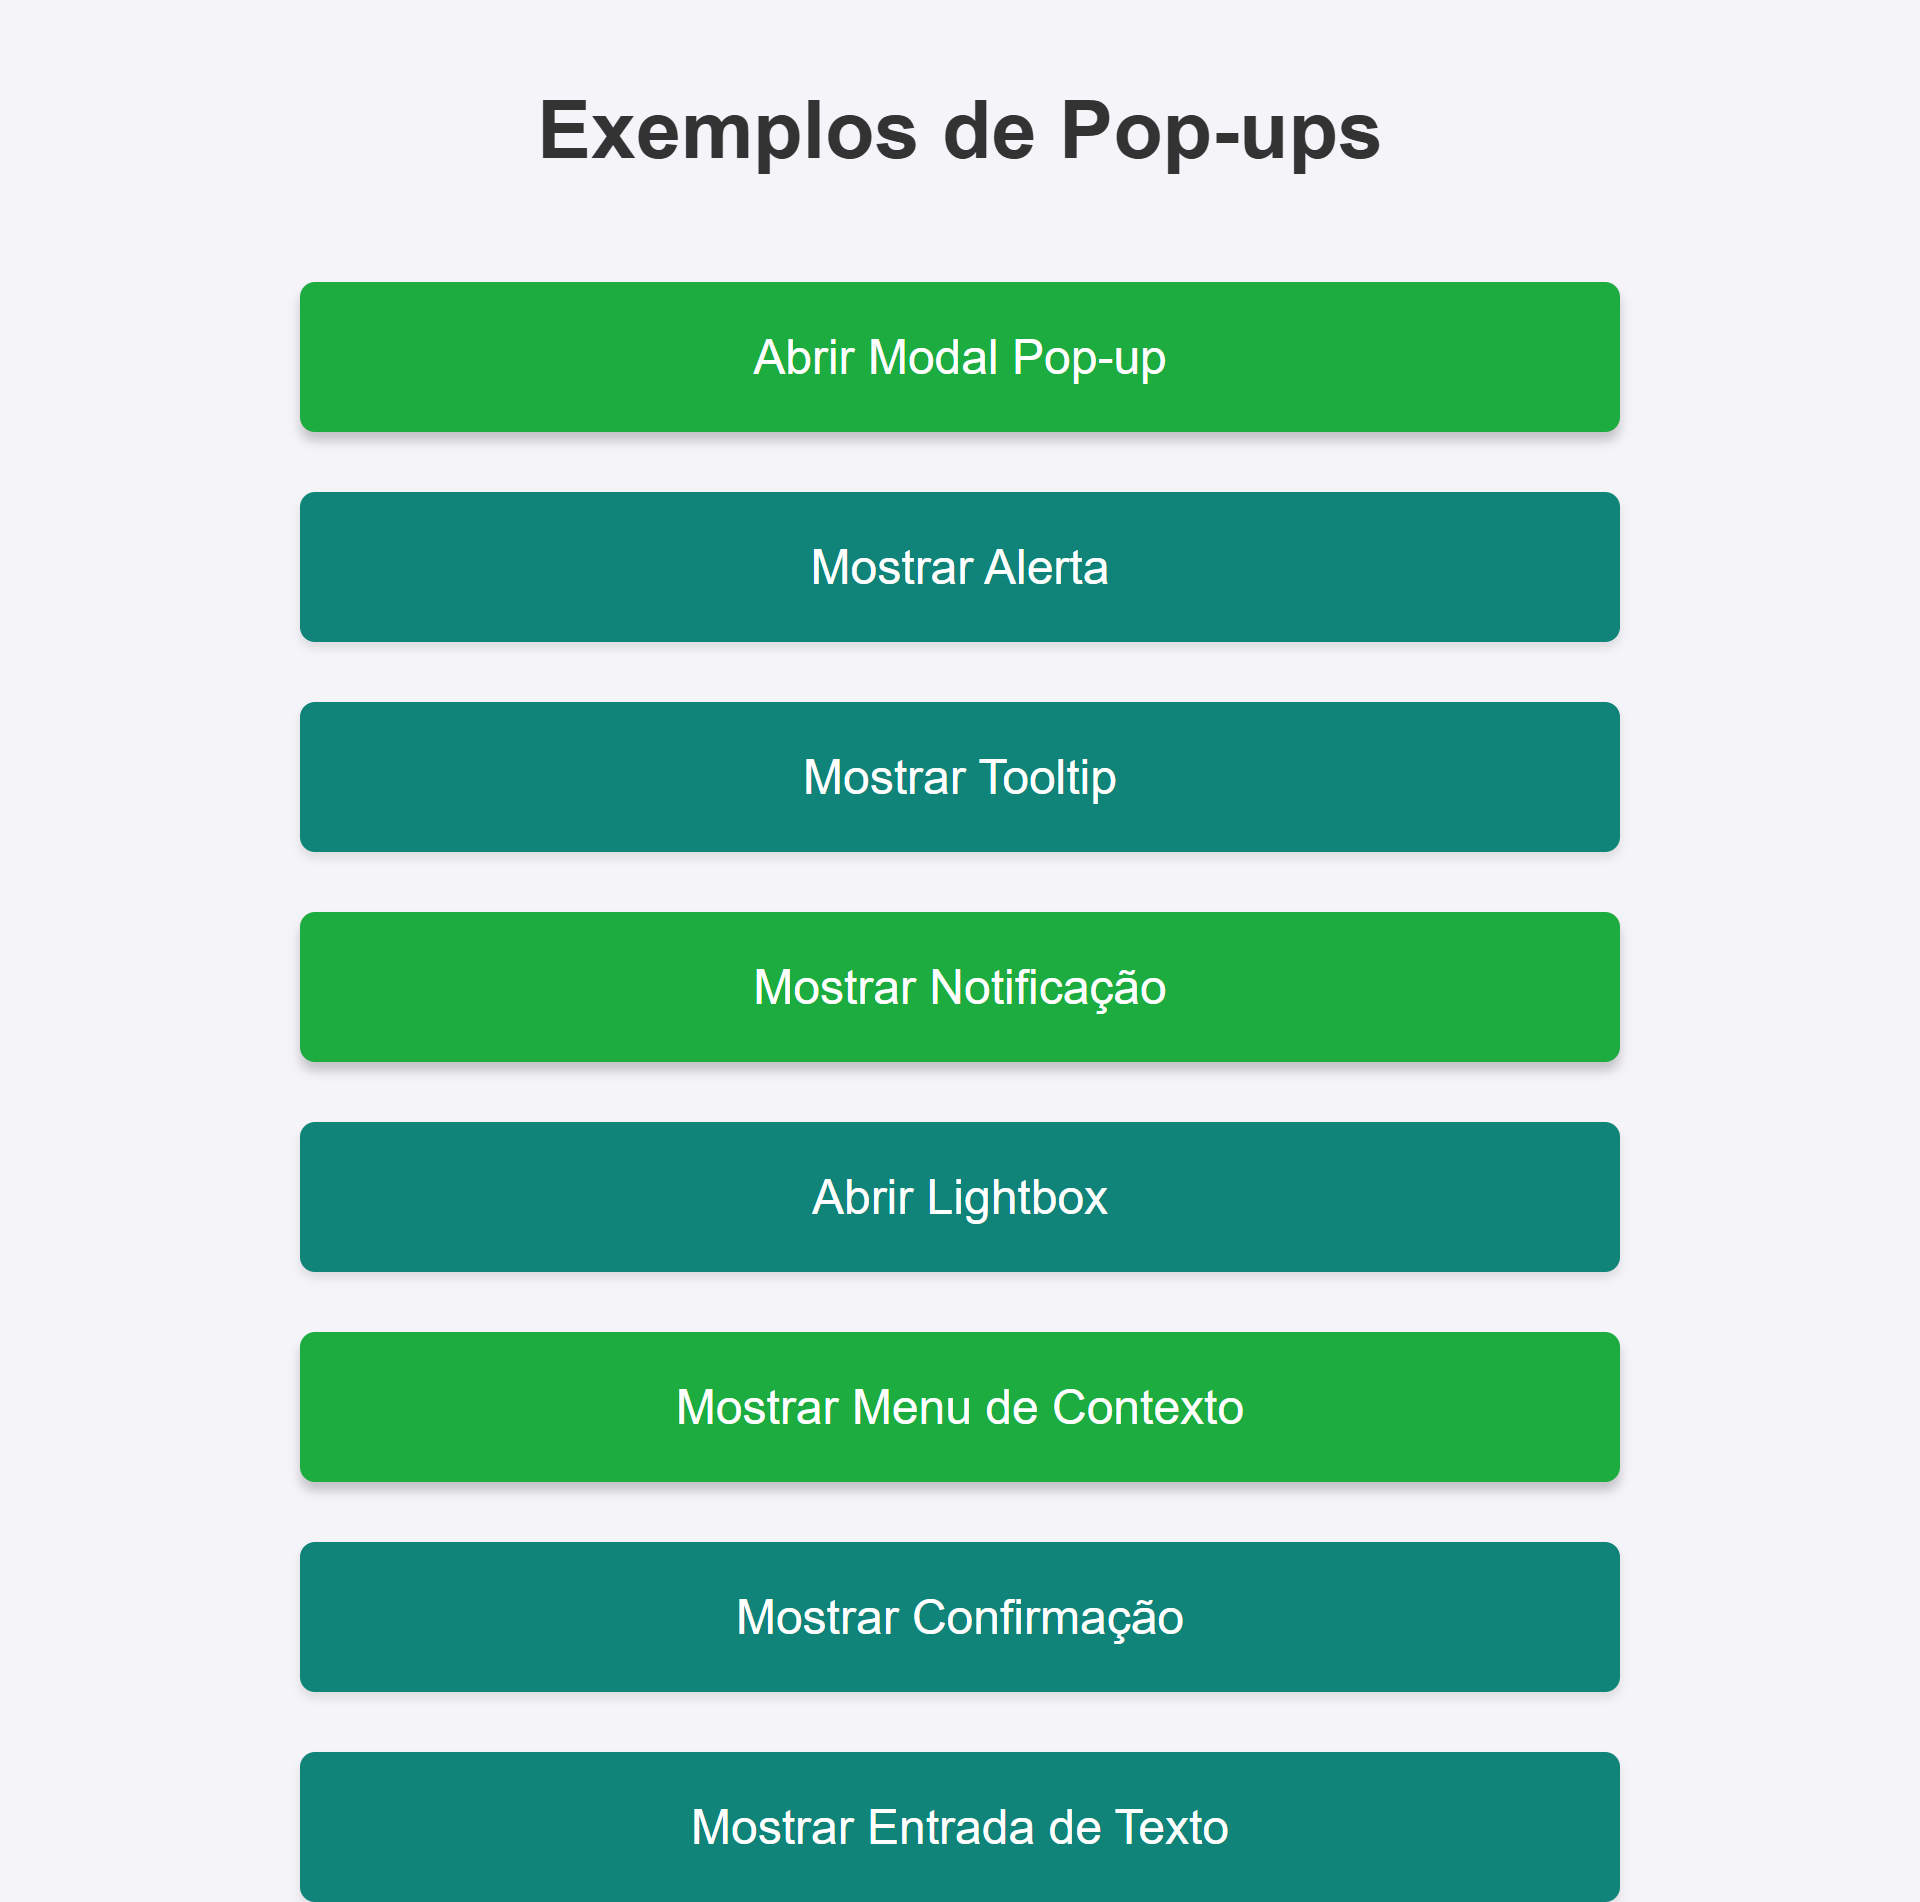 Exemplos de Pop-ups
Abrir Modal Pop-up
Mostrar Alerta
Mostrar Tooltip
Mostrar Notificação
Abrir Lightbox
Mostrar Menu de Contexto
Mostrar Confirmação
Mostrar Entrada de Texto